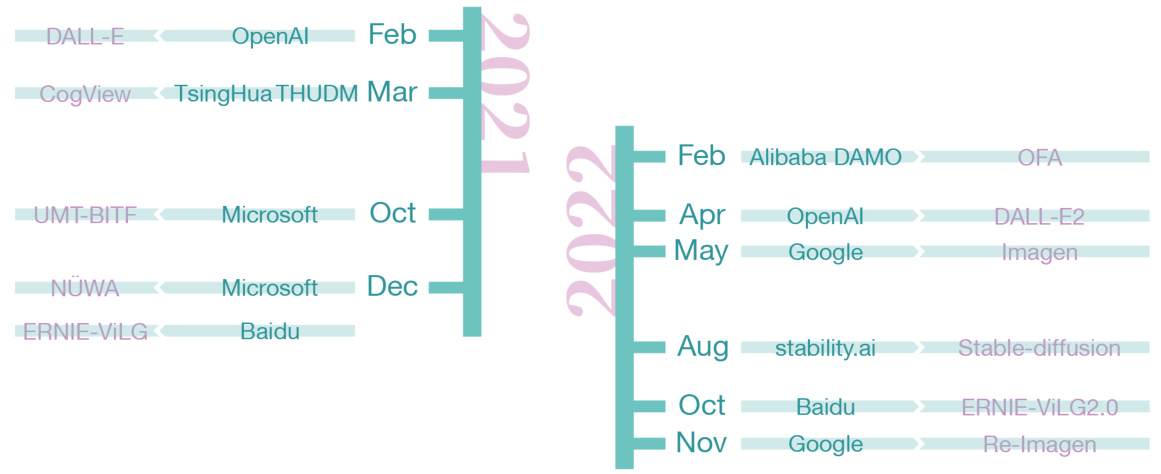 2021
DALL-E OpenAI Feb
CogView TsingHua THUDM Mar
UMT-BITF Microsoft Oct
NÜWA Microsoft Dec
ERNIE-ViLG Baidu
2022
Feb Alibaba DAMO OFA
Apr OpenAI DALL-E2
May Google Imagen
Aug stability.ai Stable-diffusion
Oct Baidu ERNIE-ViLG2.0
Nov Google Re-Imagen